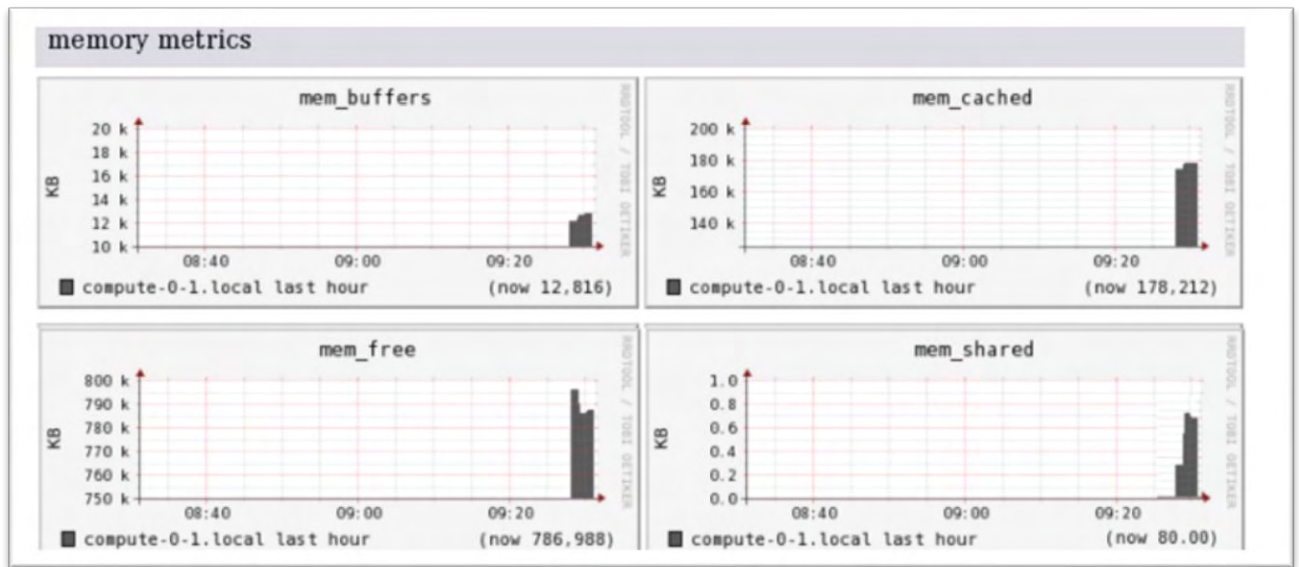 memory metrics
mem_buffers
RRDTOOL / TOBI OETIKER
KB
20 k
18 k
16 k
14 k
12 k
10 k
08:40 09:00 09:20
compute-0-1.local last hour (now 12,816)
mem_cached
RRDTOOL / TOBI OETIKER
KB
200 k
180 k
160 k
140 k
08:40 09:00 09:20
compute-0-1.local last hour (now 178,212)
mem_free
RRDTOOL / TOBI OETIKER
KB
800 k
790 k
780 k
770 k
760 k
750 k
08:40 09:00 09:20
compute-0-1.local last hour (now 786,988)
mem_shared
RRDTOOL / TOBI OETIKER
KB
1.0
0.8
0.6
0.4
0.2
0.0
08:40 09:00 09:20
compute-0-1.local last hour (now 80.00)